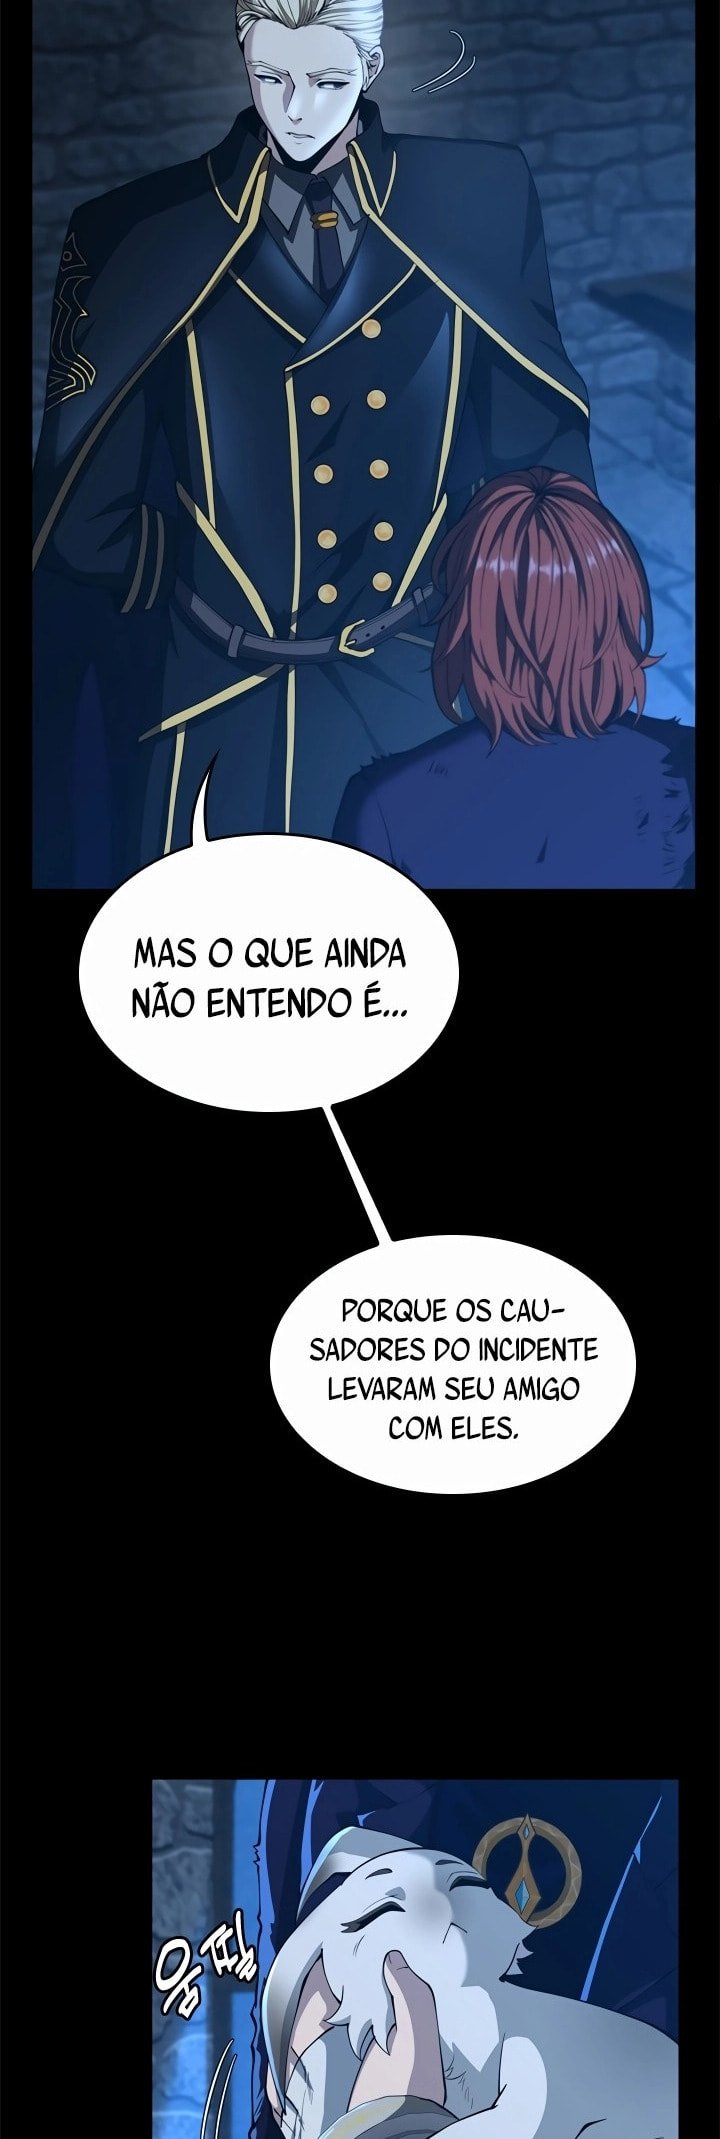 MAS O QUE AINDA
NÃO ENTENDO É...
PORQUE OS CAU-
SADORES DO INCIDENTE
LEVARAM SEU AMIGO
COM ELES.
움찔